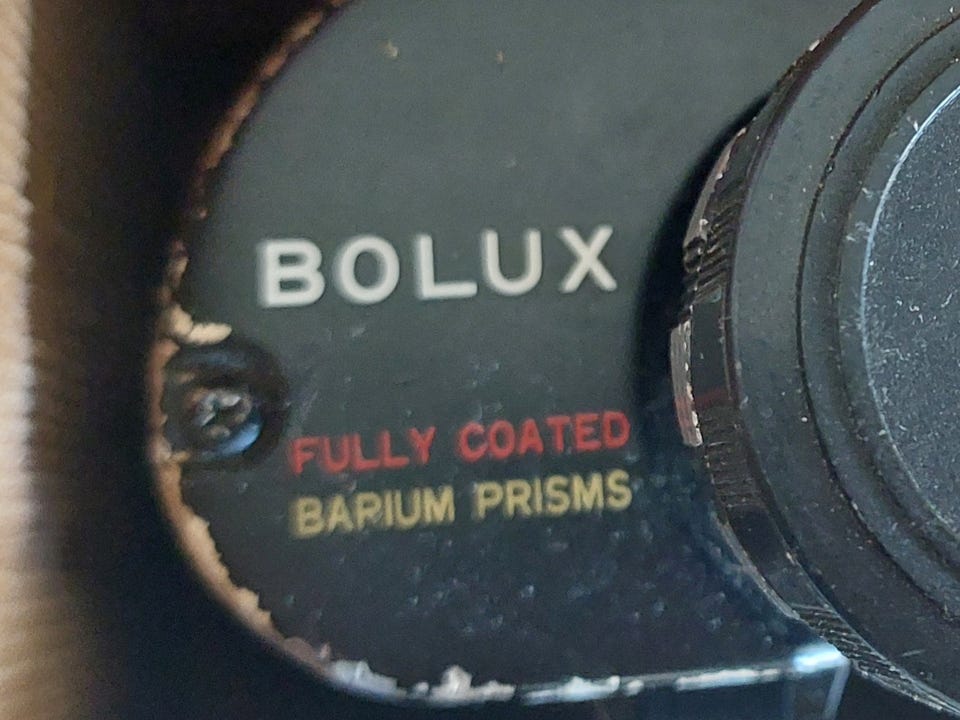 BOLUX
FULLY COATED
BARIUM PRISMS